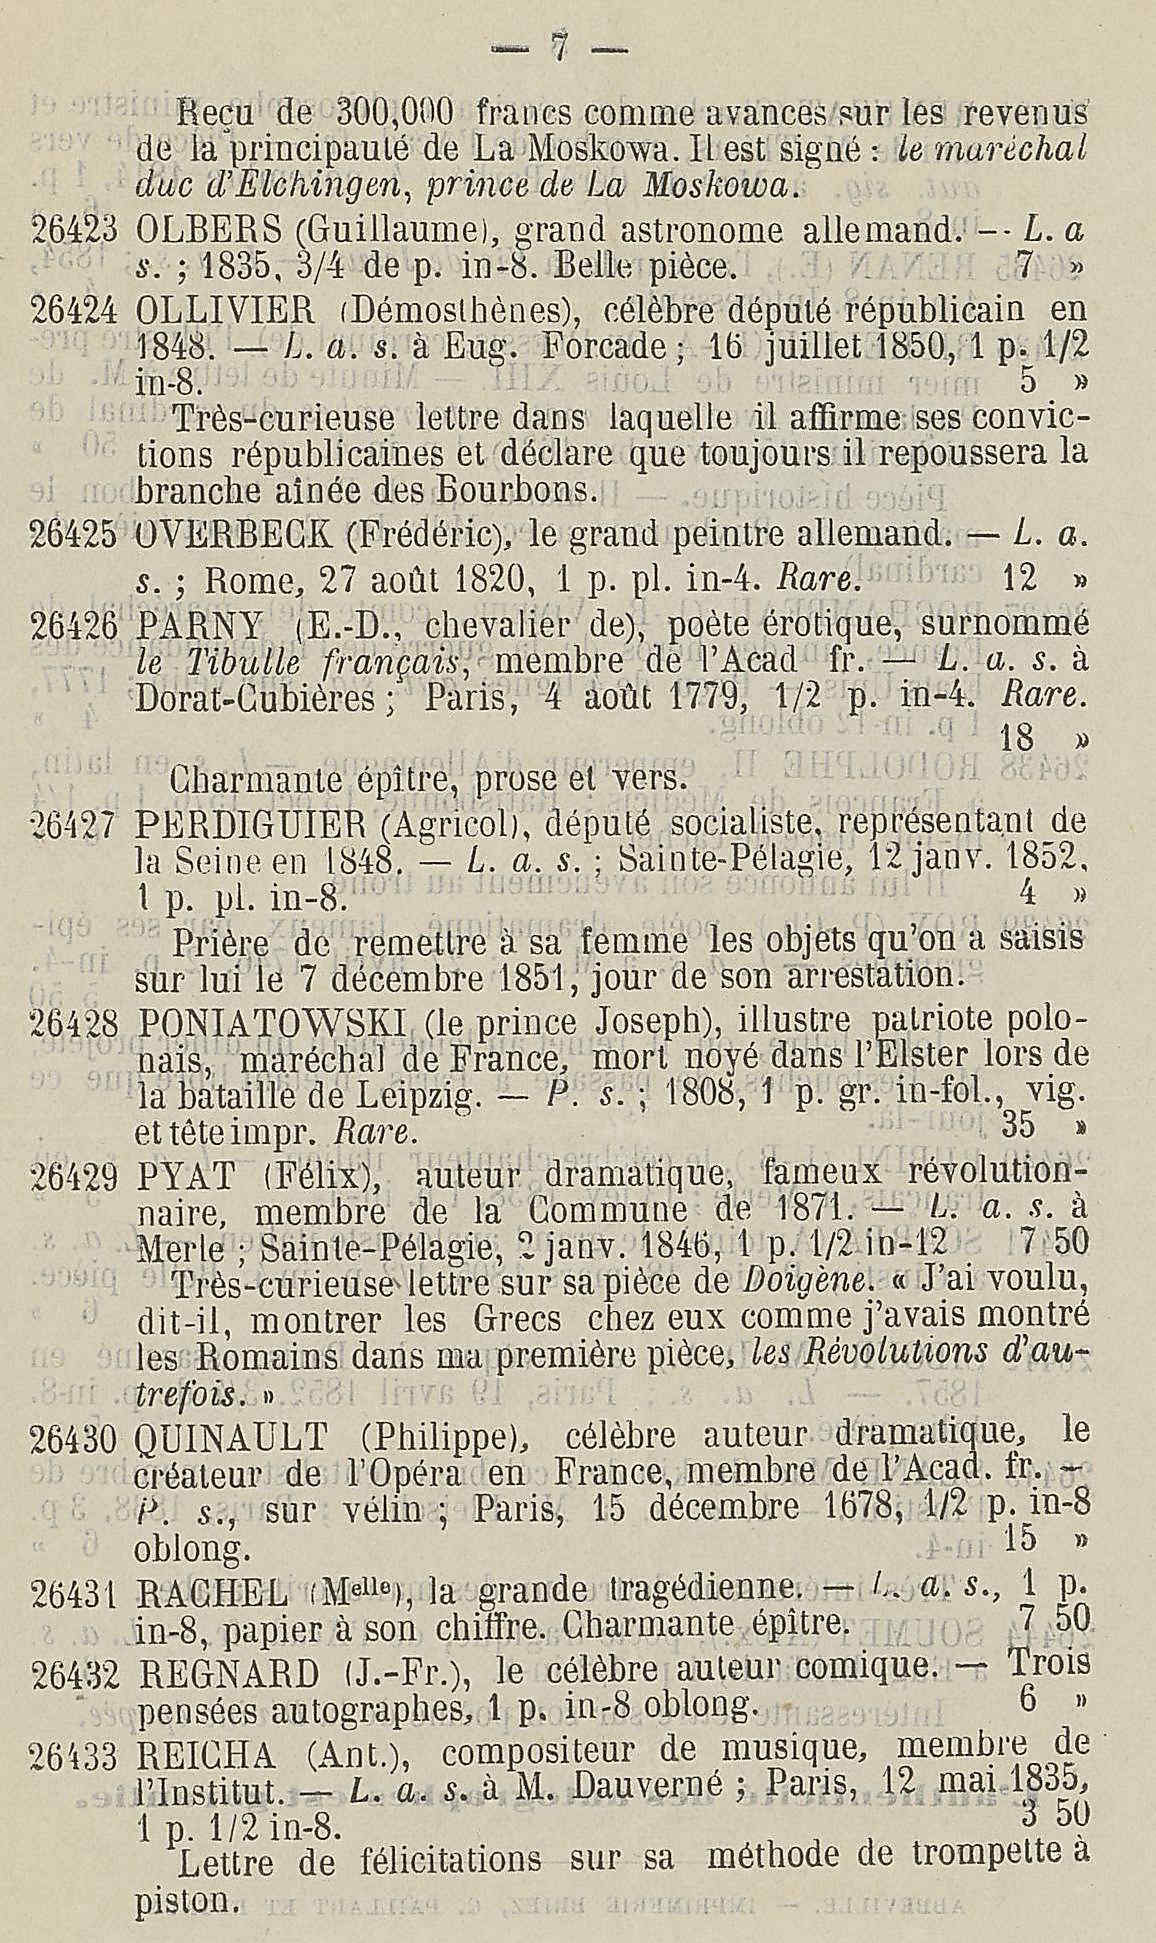 — 7 —
Reçu de 300,000 francs comme avances sur les revenus
de la principauté de La Moskowa. Il est signé : le maréchal
duc d'Elchingen, prince de La Moskowa.
26423 OLBERS (Guillaume), grand astronome allemand. — L. a
s. ; 1835, 3/4 de p. in-8. Belle pièce. 7 »
26424 OLLIVIER (Démosthènes), célèbre député républicain en
1848. — L. a. s. à Eug. Forcade ; 16 juillet 1850, 1 p. 1/2
in-8. 5 »
Très-curieuse lettre dans laquelle il affirme ses convic-
tions républicaines et déclare que toujours il repoussera la
branche aînée des Bourbons.
26425 OVERBECK (Frédéric), le grand peintre allemand. — L. a.
s. ; Rome, 27 août 1820, 1 p. pl. in-4. Rare. 12 »
26426 PARNY (E.-D., chevalier de), poète érotique, surnommé
le Tibulle français, membre de l'Acad fr. — L. a. s. à
Dorat-Cubières ; Paris, 4 août 1779, 1/2 p. in-4. Rare.
18 »
Charmante épître, prose et vers.
26427 PERDIGUIER (Agricol), député socialiste, représentant de
la Seine en 1848. — L. a. s. ; Sainte-Pélagie, 12 janv. 1852,
1 p. pl. in-8. 4 »
Prière de remettre à sa femme les objets qu'on a saisis
sur lui le 7 décembre 1851, jour de son arrestation.
26428 PONIATOWSKI (le prince Joseph), illustre patriote polo-
nais, maréchal de France, mort noyé dans l'Elster lors de
la bataille de Leipzig. — P. s. ; 1808, 1 p. gr. in-fol., vig.
et tête impr. Rare. 35 »
26429 PYAT (Félix), auteur dramatique, fameux révolution-
naire, membre de la Commune de 1871. — L. a. s. à
Merle ; Sainte-Pélagie, 2 janv. 1846, 1 p. 1/2 in-12 7 50
Très-curieuse lettre sur sa pièce de Doigène. « J'ai voulu,
dit-il, montrer les Grecs chez eux comme j'avais montré
les Romains dans ma première pièce, les Révolutions d'au-
trefois. »
26430 QUINAULT (Philippe), célèbre auteur dramatique, le
créateur de l'Opéra en France, membre de l'Acad. fr. —
P. s., sur vélin ; Paris, 15 décembre 1678, 1/2 p. in-8
oblong. 15 »
26431 RACHEL (Melle), la grande tragédienne. — L. a. s., 1 p.
in-8, papier à son chiffre. Charmante épître. 7 50
26432 REGNARD (J.-Fr.), le célèbre auteur comique. — Trois
pensées autographes, 1 p. in-8 oblong. 6 »
26433 REICHA (Ant.), compositeur de musique, membre de
l'Institut. — L. a. s. à M. Dauverné ; Paris, 12 mai 1835,
1 p. 1/2 in-8. 3 50
Lettre de félicitations sur sa méthode de trompette à
piston.